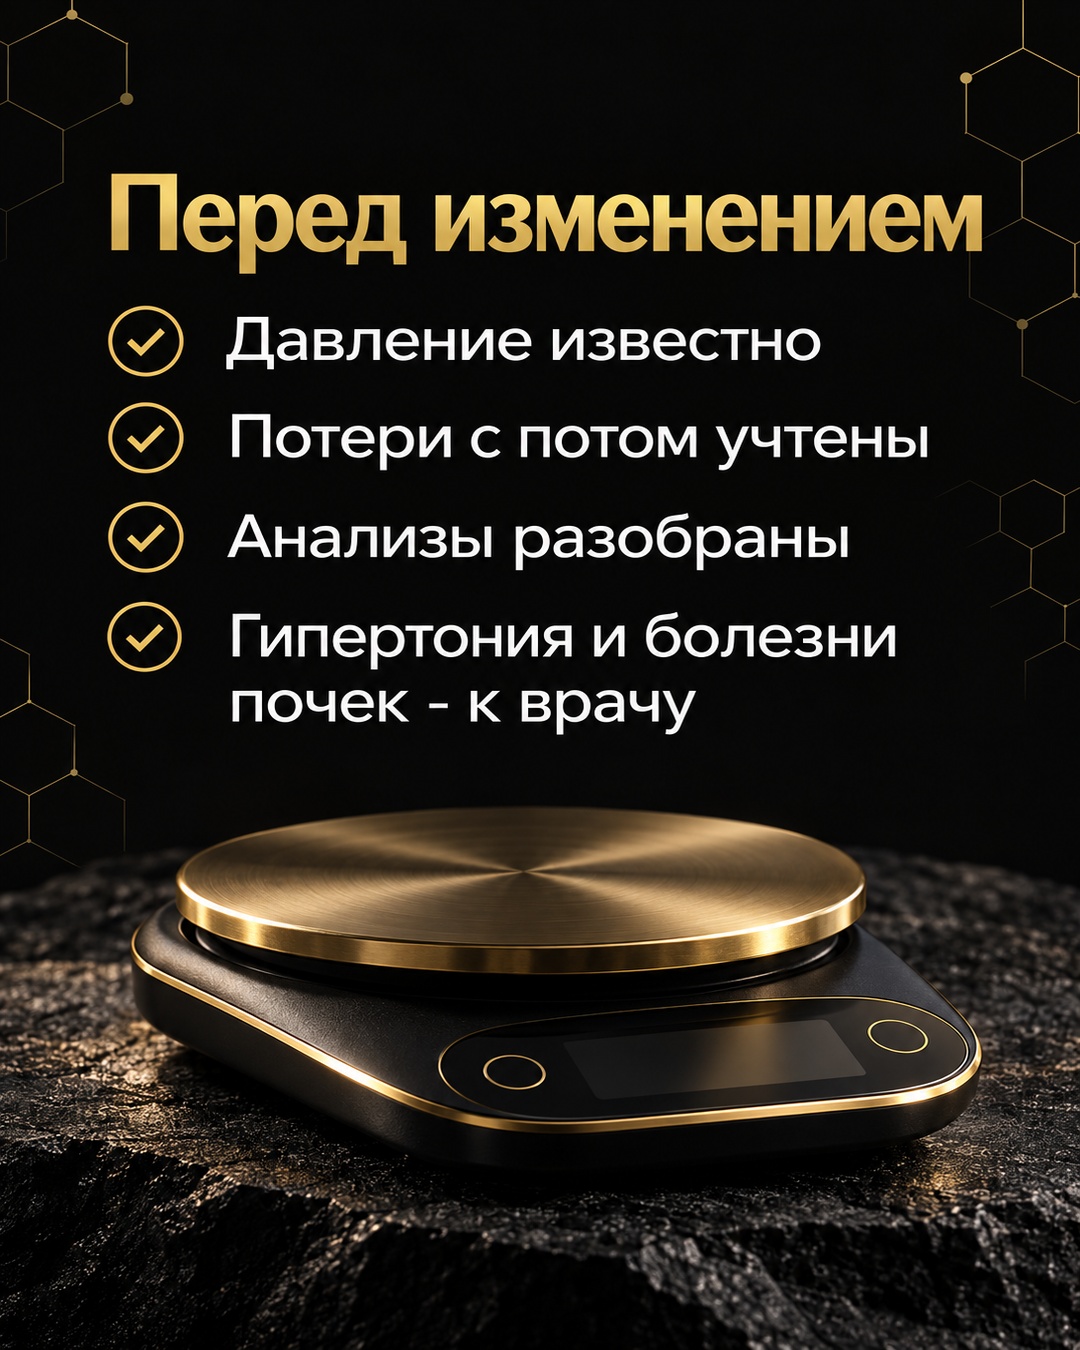 Перед изменением
Давление известно
Потери с потом учтены
Анализы разобраны
Гипертония и болезни
почек - к врачу